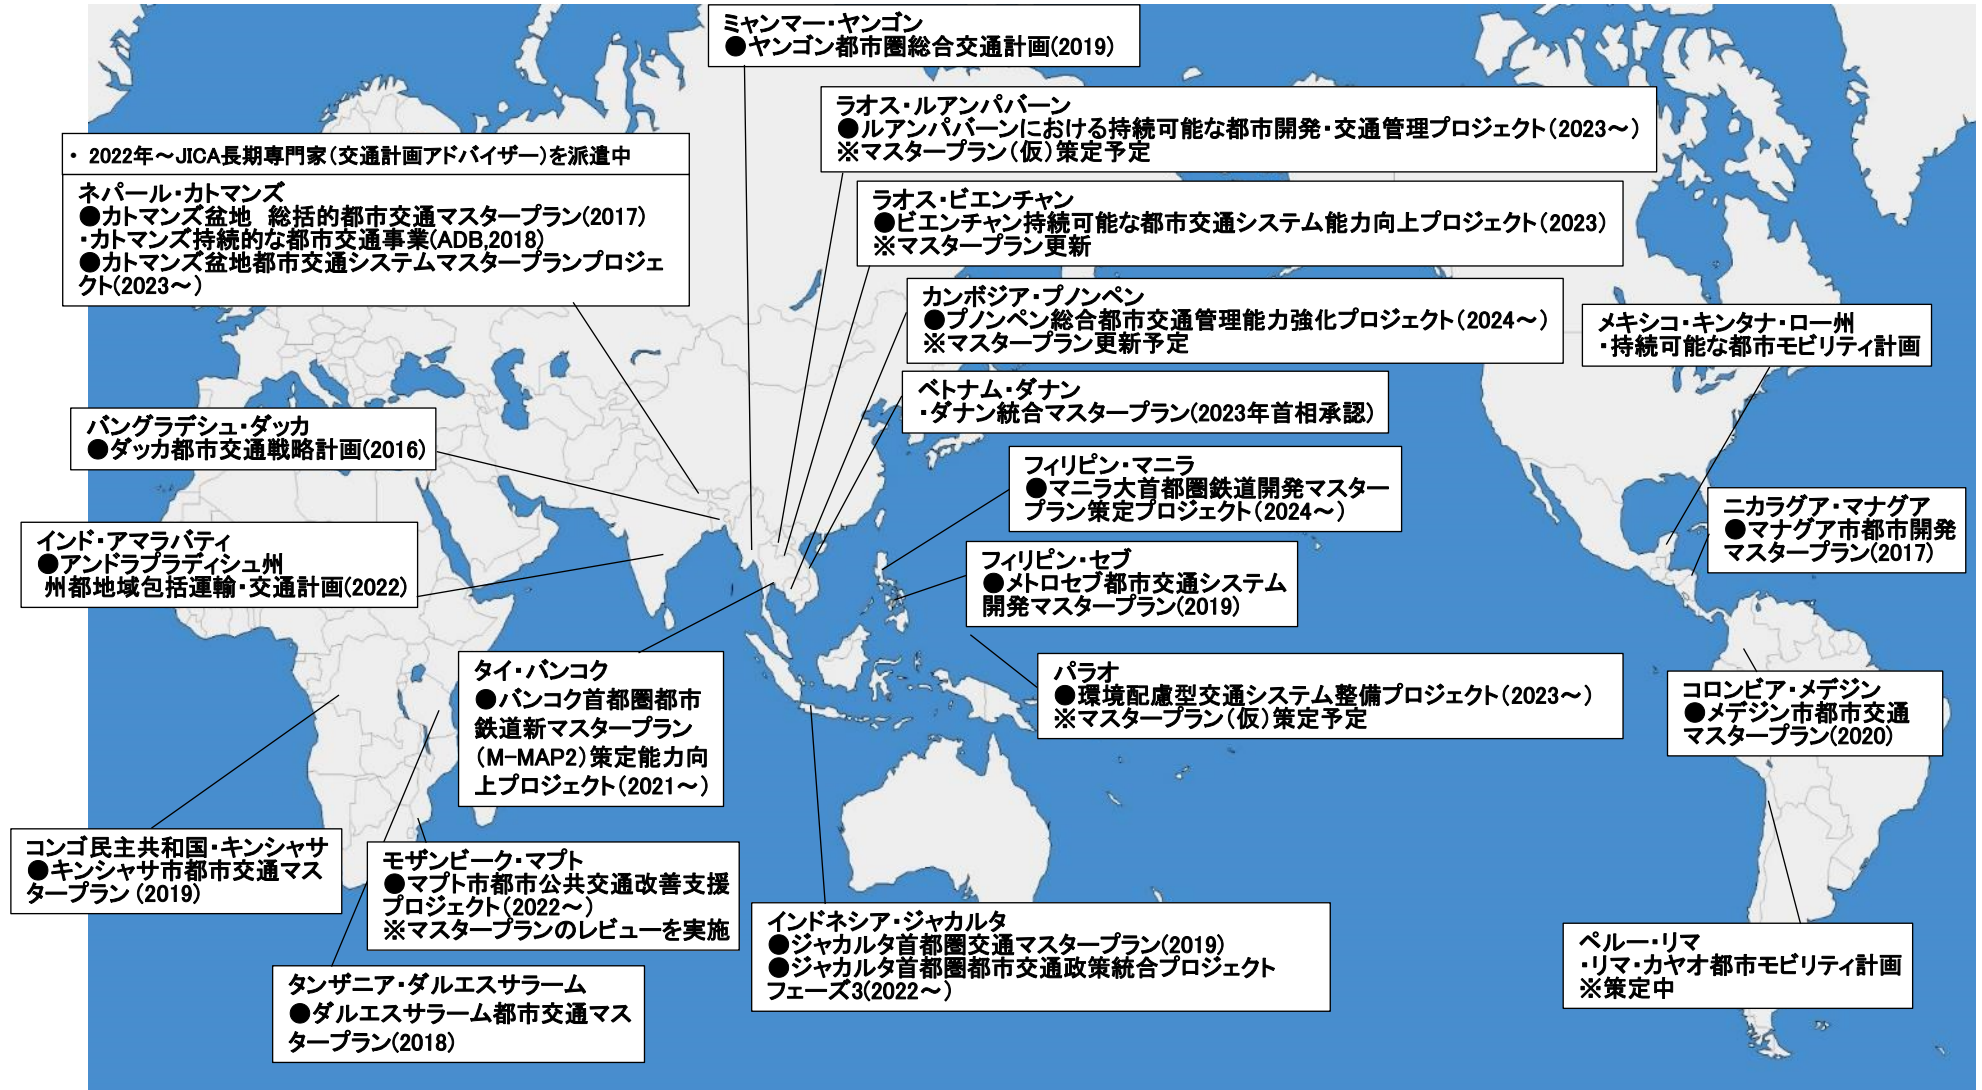 ミャンマー・ヤンゴン
●ヤンゴン都市圏総合交通計画(2019)
ラオス・ルアンパバーン
●ルアンパバーンにおける持続可能な都市開発・交通管理プロジェクト(2023～)
※マスタープラン(仮)策定予定
・ 2022年～JICA長期専門家(交通計画アドバイザー)を派遣中
ネパール・カトマンズ
●カトマンズ盆地 総括的都市交通マスタープラン(2017)
・カトマンズ持続的な都市交通事業(ADB,2018)
●カトマンズ盆地都市交通システムマスタープランプロジェ
クト(2023～)
ラオス・ビエンチャン
●ビエンチャン持続可能な都市交通システム能力向上プロジェクト(2023)
※マスタープラン更新
カンボジア・プノンペン
●プノンペン総合都市交通管理能力強化プロジェクト(2024～)
※マスタープラン更新予定
メキシコ・キンタナ・ロー州
・持続可能な都市モビリティ計画
ベトナム・ダナン
・ダナン統合マスタープラン(2023年首相承認)
バングラデシュ・ダッカ
●ダッカ都市交通戦略計画(2016)
フィリピン・マニラ
●マニラ大首都圏鉄道開発マスター
プラン策定プロジェクト(2024～)
ニカラグア・マナグア
●マナグア市都市開発
マスタープラン(2017)
インド・アマラバティ
●アンドラプラディシュ州
州都地域包括運輸・交通計画(2022)
フィリピン・セブ
●メトロセブ都市交通システム
開発マスタープラン(2019)
タイ・バンコク
●バンコク首都圏都市
鉄道新マスタープラン
(M-MAP2)策定能力向
上プロジェクト(2021～)
パラオ
●環境配慮型交通システム整備プロジェクト(2023～)
※マスタープラン(仮)策定予定
コロンビア・メデジン
●メデジン市都市交通
マスタープラン(2020)
コンゴ民主共和国・キンシャサ
●キンシャサ市都市交通マス
タープラン (2019)
モザンビーク・マプト
●マプト市都市公共交通改善支援
プロジェクト(2022～)
※マスタープランのレビューを実施
インドネシア・ジャカルタ
●ジャカルタ首都圏交通マスタープラン(2019)
●ジャカルタ首都圏都市交通政策統合プロジェクト
フェーズ3(2022～)
ペルー・リマ
・リマ・カヤオ都市モビリティ計画
※策定中
タンザニア・ダルエスサラーム
●ダルエスサラーム都市交通マス
タープラン(2018)